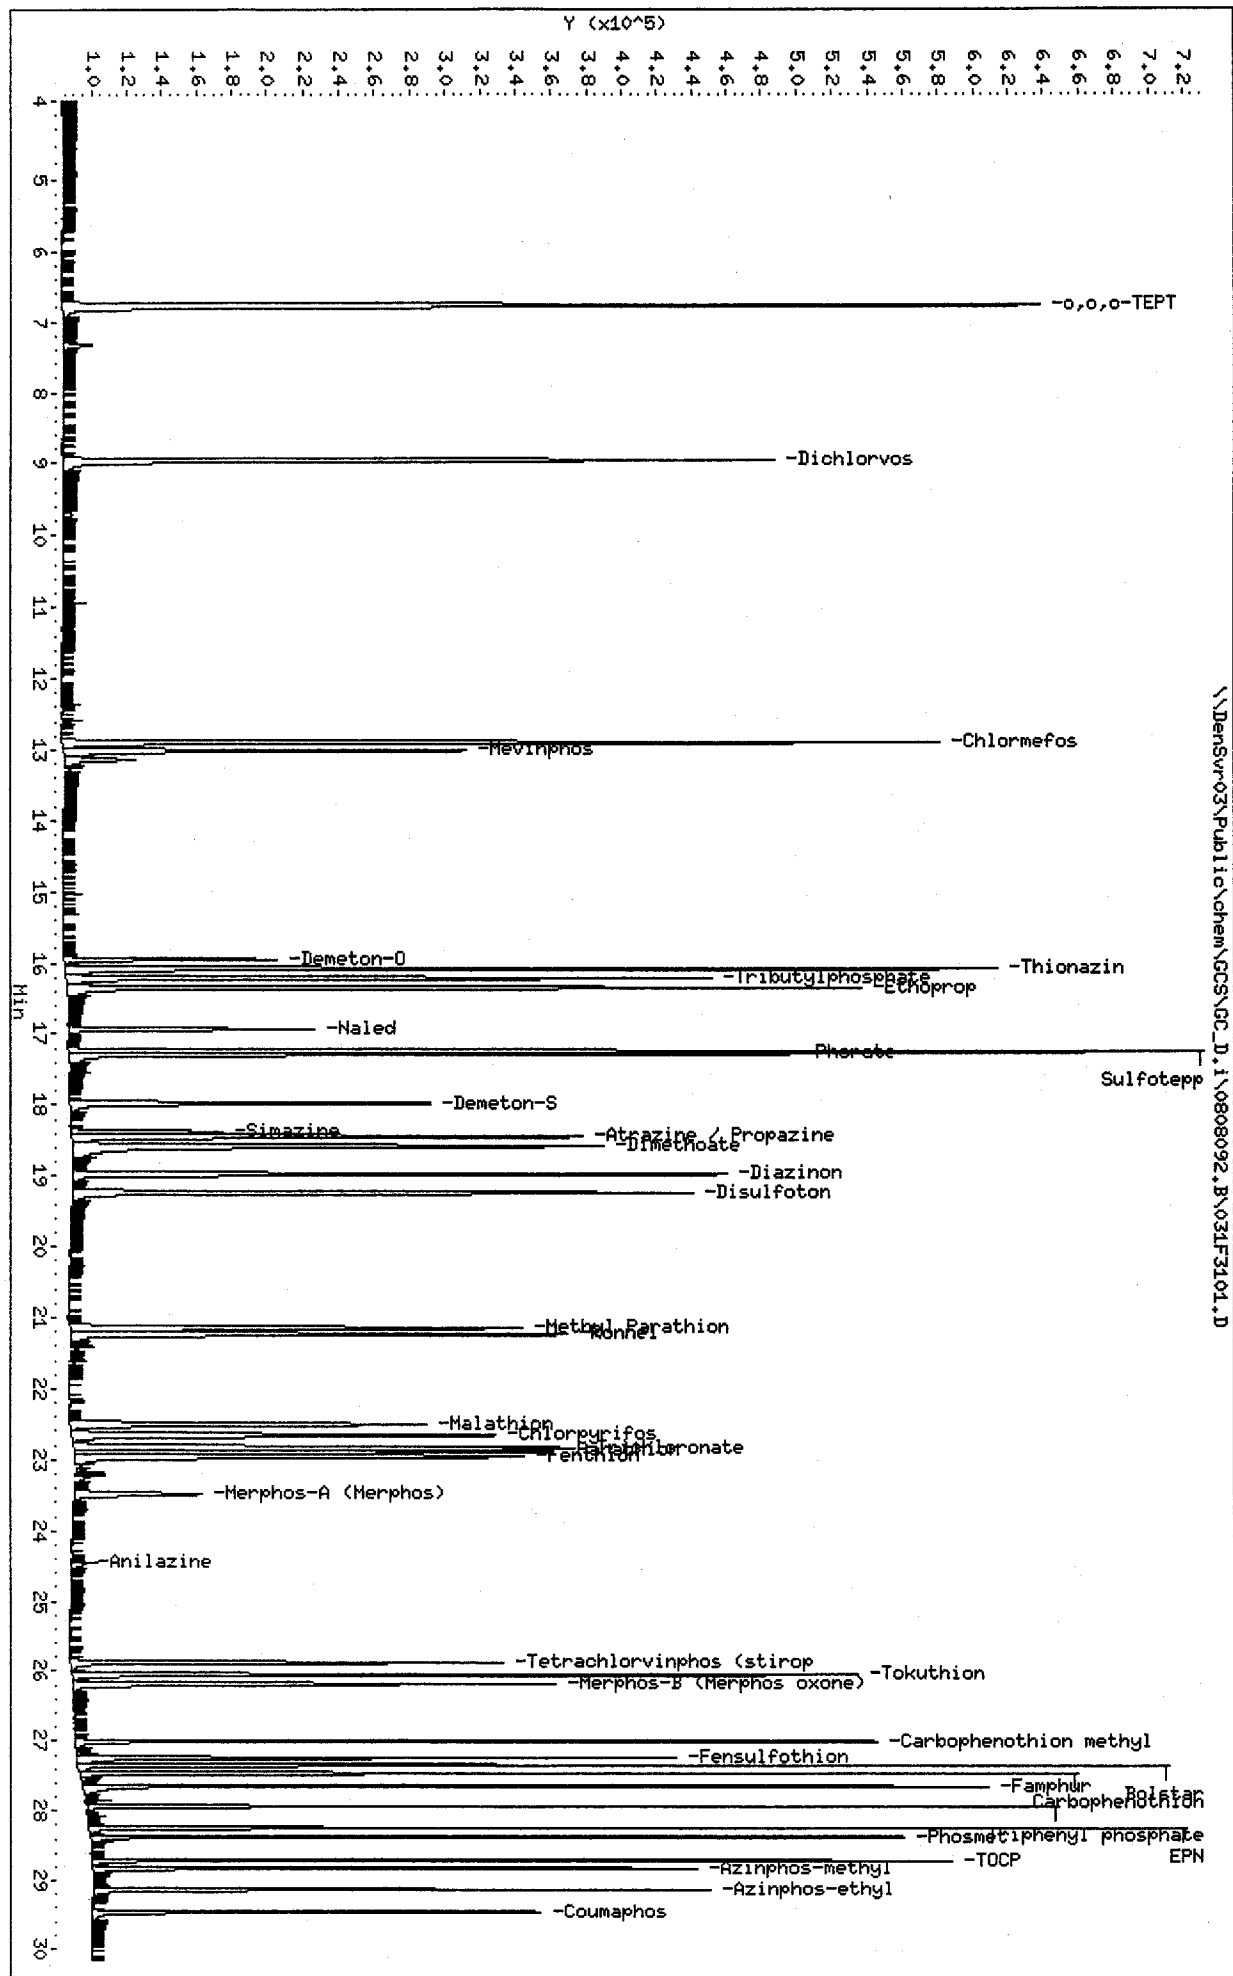 \\DenSvr03\Public\chem\GCS\GC_D.i\0808092.B\031F3101.D
Y (x10^5)
1.0
1.2
1.4
1.6
1.8
2.0
2.2
2.4
2.6
2.8
3.0
3.2
3.4
3.6
3.8
4.0
4.2
4.4
4.6
4.8
5.0
5.2
5.4
5.6
5.8
6.0
6.2
6.4
6.6
6.8
7.0
7.2
4
5
6
7
8
9
10
11
12
13
14
15
16
17
18
19
20
21
22
23
24
25
26
27
28
29
30
Min
-o,o,o-TEPT
-Dichlorvos
-Chlormefos
-Mevinphos
-Demeton-O
-Thionazin
-Tributylphosphate
-Ethoprop
-Naled
-Phorate
Sulfotepp
-Demeton-S
-Simazine
-Atrazine / Propazine
-Dimethoate
-Diazinon
-Disulfoton
-Methyl Parathion
-Ronnel
-Malathion
-Chlorpyrifos
-Fenthion
-Merphos-A (Merphos)
-Anilazine
-Tetrachlorvinphos (stirop
-Tokuthion
-Merphos-B (Merphos oxone)
-Carbophenothion methyl
-Fensulfothion
Bolstar
-Famphur
Carbophenothion
EPN
-TOCP
-Azinphos-methyl
-Azinphos-ethyl
-Coumaphos